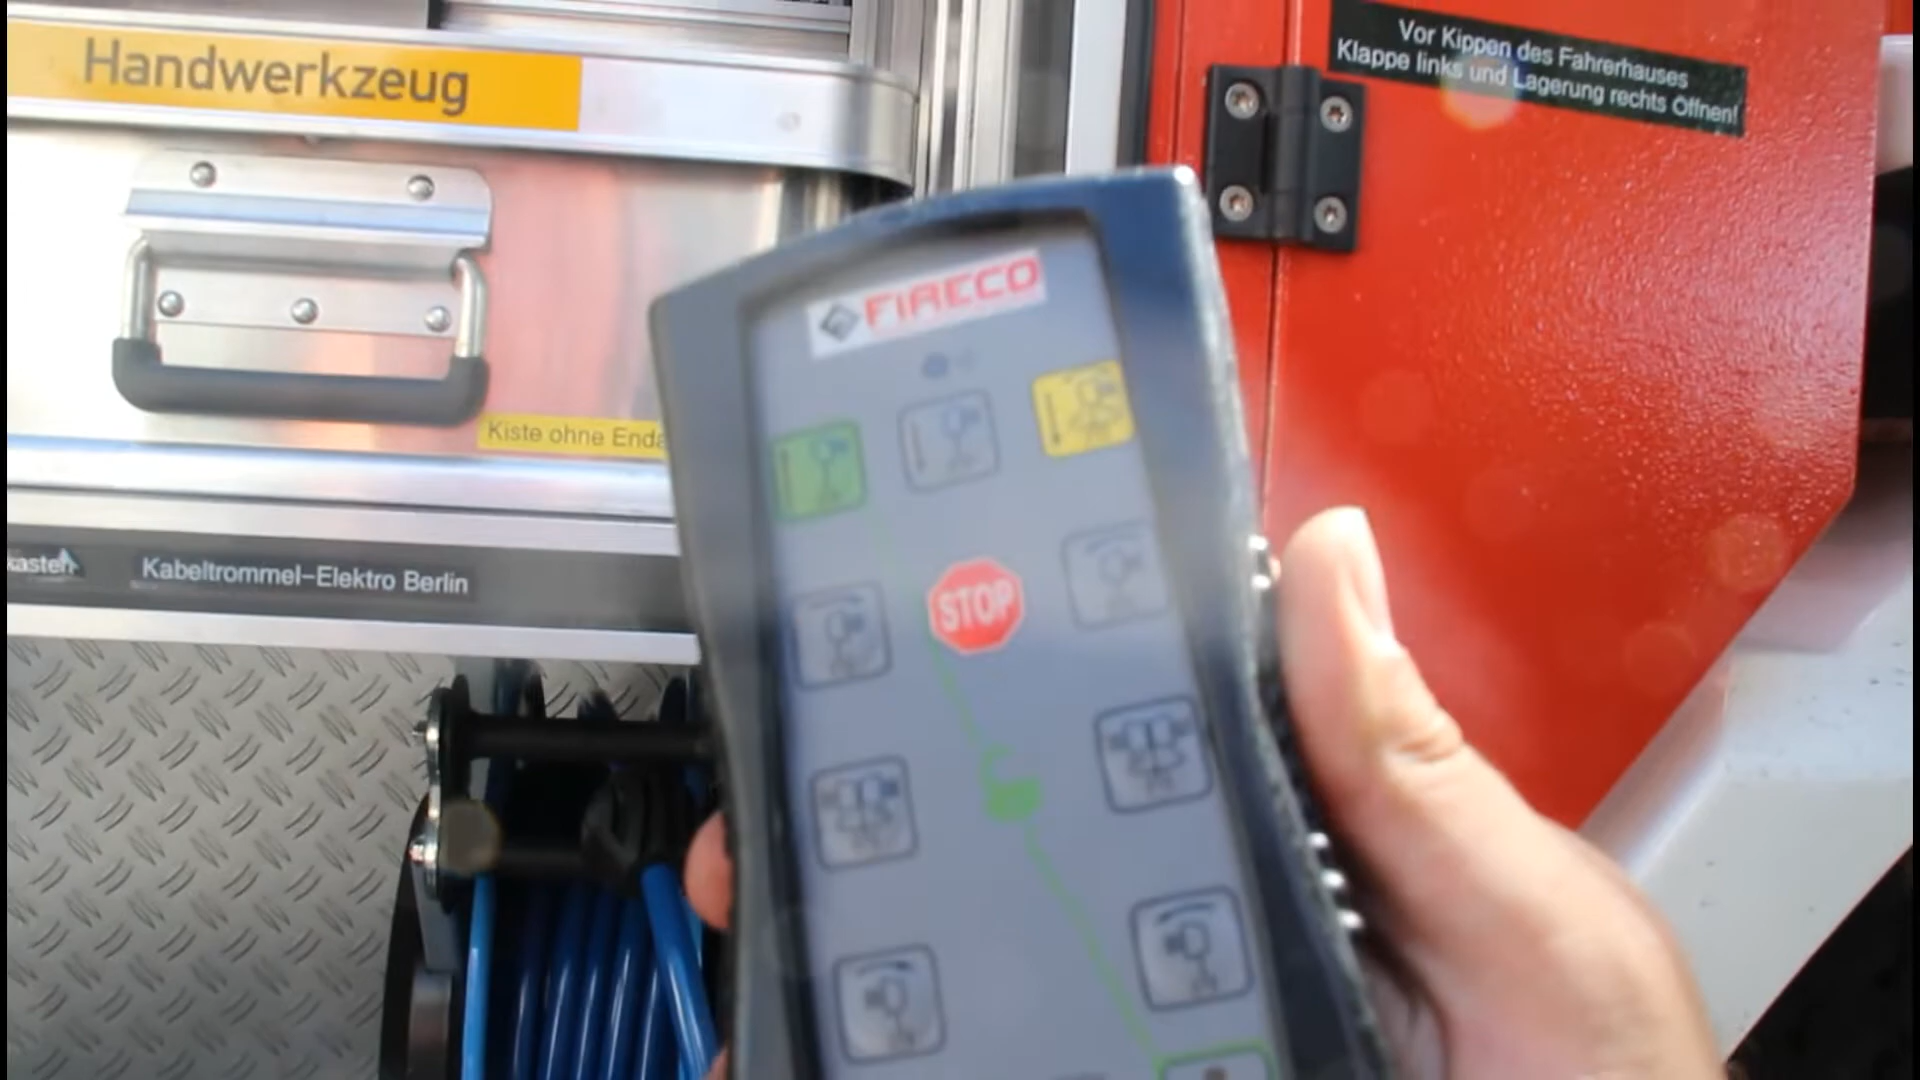 Handwerkzeug
Vor Kippen des Fahrerhauses
Klappe links und Lagerung rechts Öffnen!
FIRECO
Kiste ohne Enda
STOP
kasten
Kabeltrommel-Elektro Berlin